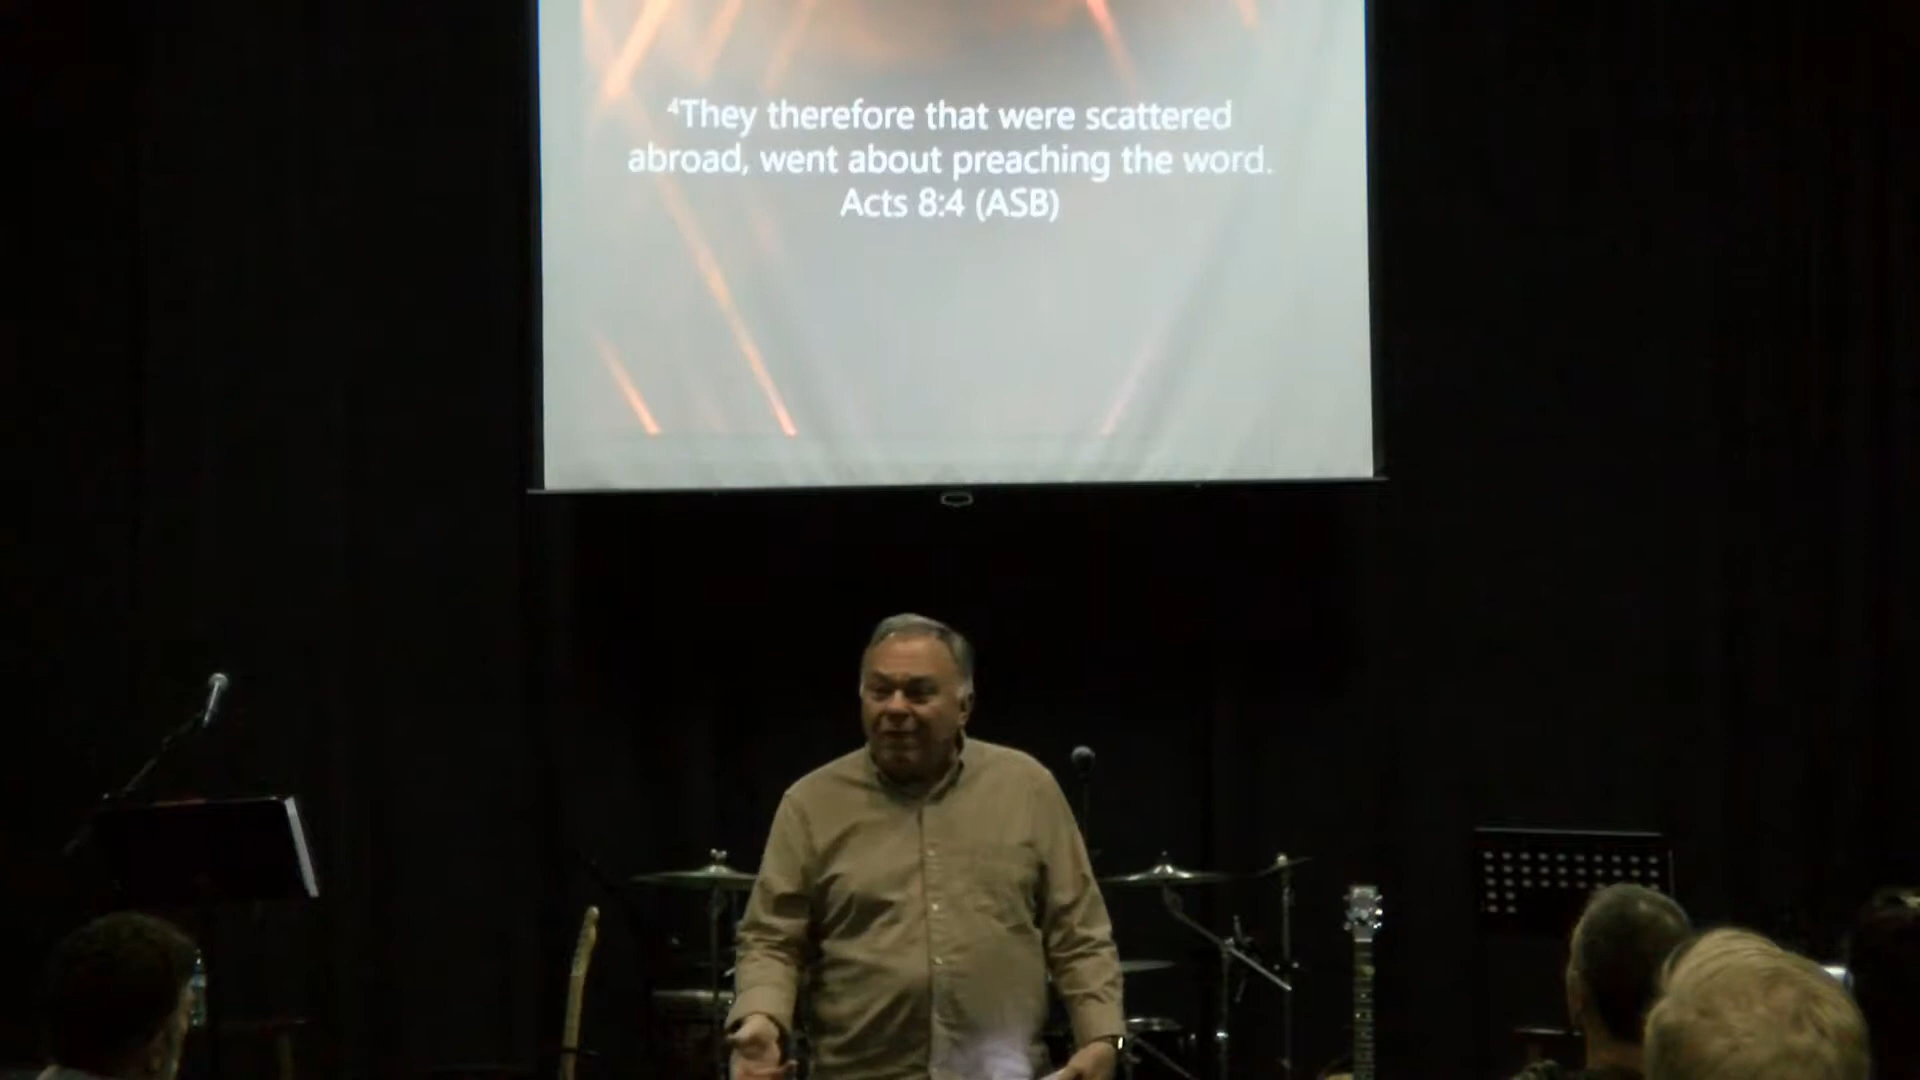 ⁴They therefore that were scattered
abroad, went about preaching the word.
Acts 8:4 (ASB)